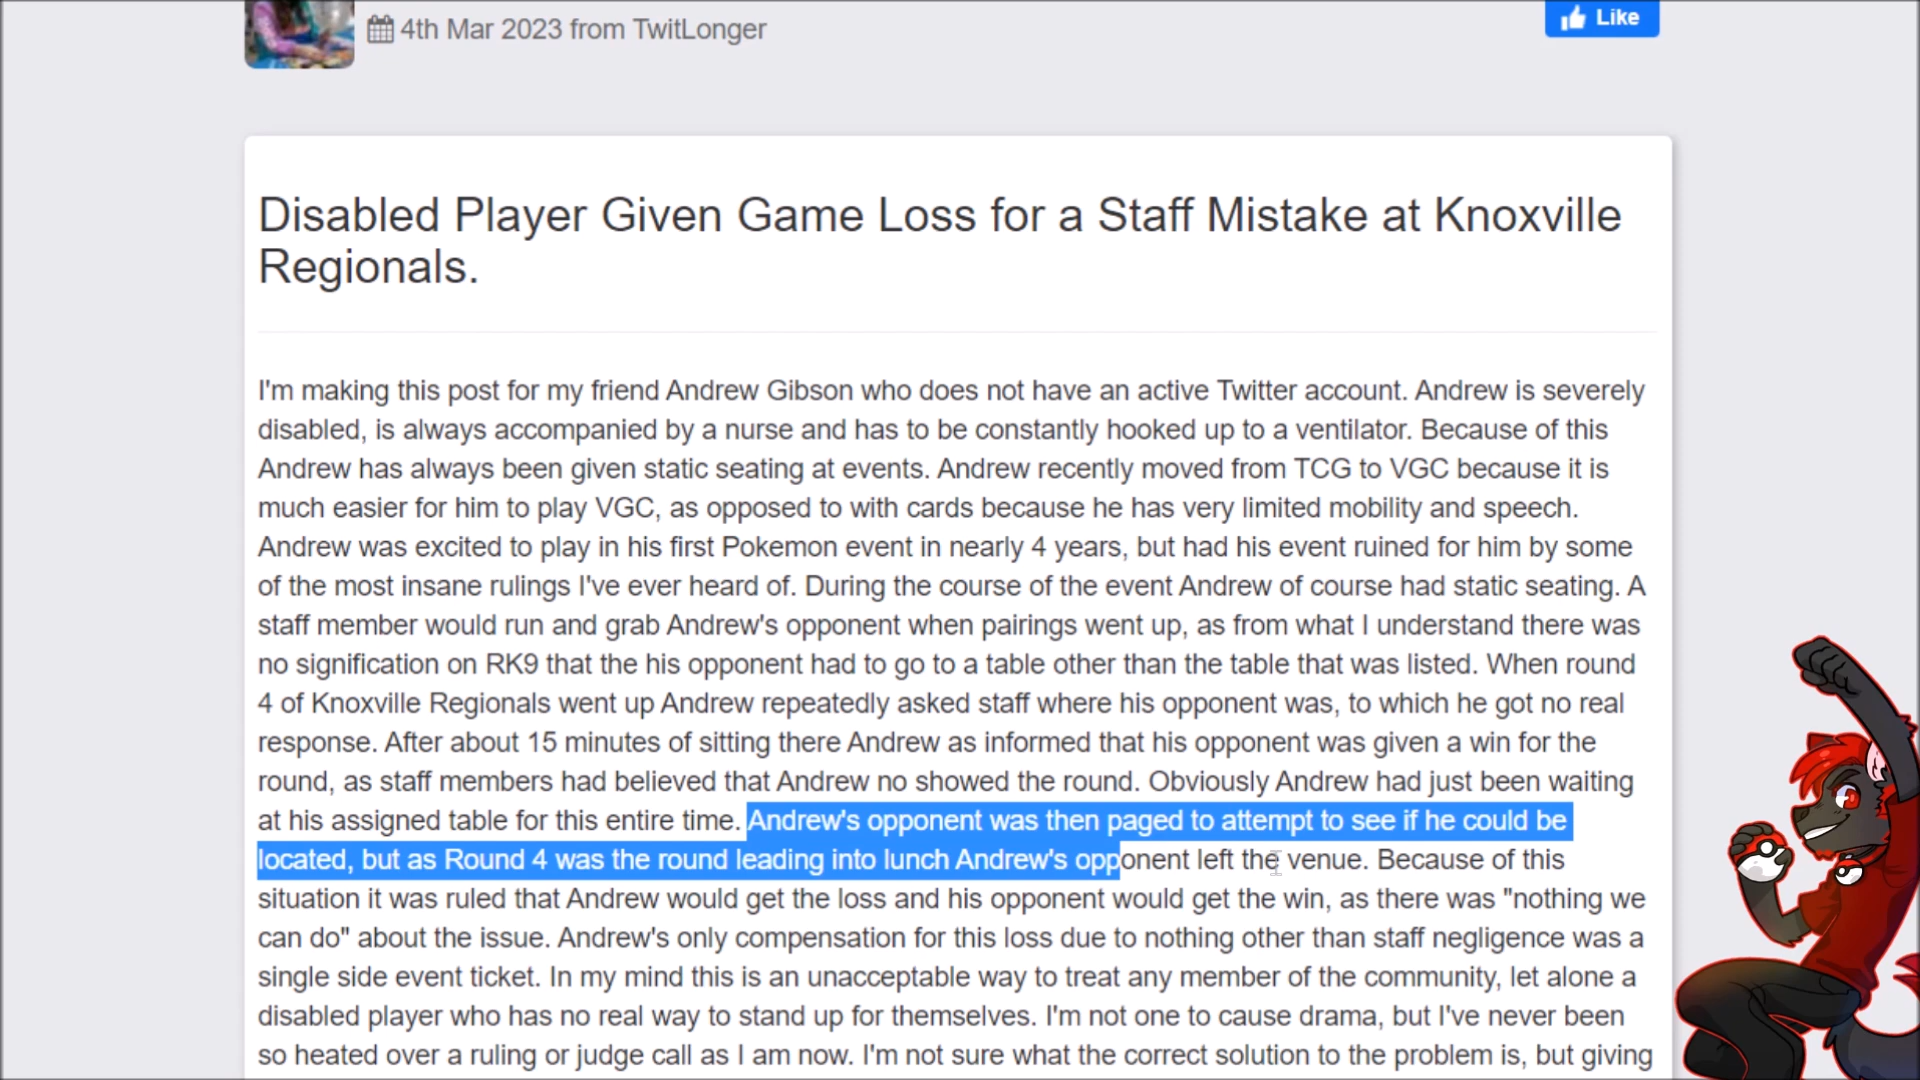 4th Mar 2023 from TwitLonger
Like
Disabled Player Given Game Loss for a Staff Mistake at Knoxville
Regionals.
I'm making this post for my friend Andrew Gibson who does not have an active Twitter account. Andrew is severely
disabled, is always accompanied by a nurse and has to be constantly hooked up to a ventilator. Because of this
Andrew has always been given static seating at events. Andrew recently moved from TCG to VGC because it is
much easier for him to play VGC, as opposed to with cards because he has very limited mobility and speech.
Andrew was excited to play in his first Pokemon event in nearly 4 years, but had his event ruined for him by some
of the most insane rulings I've ever heard of. During the course of the event Andrew of course had static seating. A
staff member would run and grab Andrew's opponent when pairings went up, as from what I understand there was
no signification on RK9 that the his opponent had to go to a table other than the table that was listed. When round
4 of Knoxville Regionals went up Andrew repeatedly asked staff where his opponent was, to which he got no real
response. After about 15 minutes of sitting there Andrew as informed that his opponent was given a win for the
round, as staff members had believed that Andrew no showed the round. Obviously Andrew had just been waiting
at his assigned table for this entire time. Andrew's opponent was then paged to attempt to see if he could be
located, but as Round 4 was the round leading into lunch Andrew's opponent left the venue. Because of this
situation it was ruled that Andrew would get the loss and his opponent would get the win, as there was "nothing we
can do" about the issue. Andrew's only compensation for this loss due to nothing other than staff negligence was a
single side event ticket. In my mind this is an unacceptable way to treat any member of the community, let alone a
disabled player who has no real way to stand up for themselves. I'm not one to cause drama, but I've never been
so heated over a ruling or judge call as I am now. I'm not sure what the correct solution to the problem is, but giving